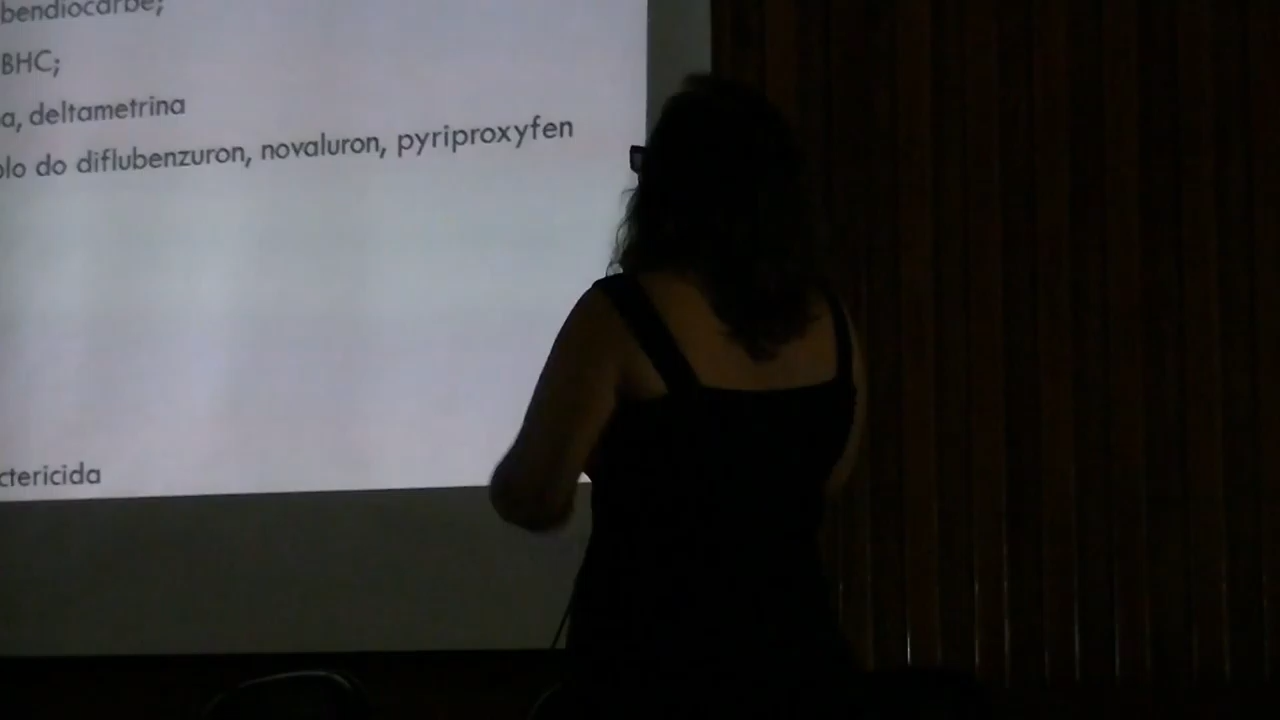 bendiocarbe;
BHC;
a, deltametrina
olo do diflubenzuron, novaluron, pyriproxyfen
ctericida